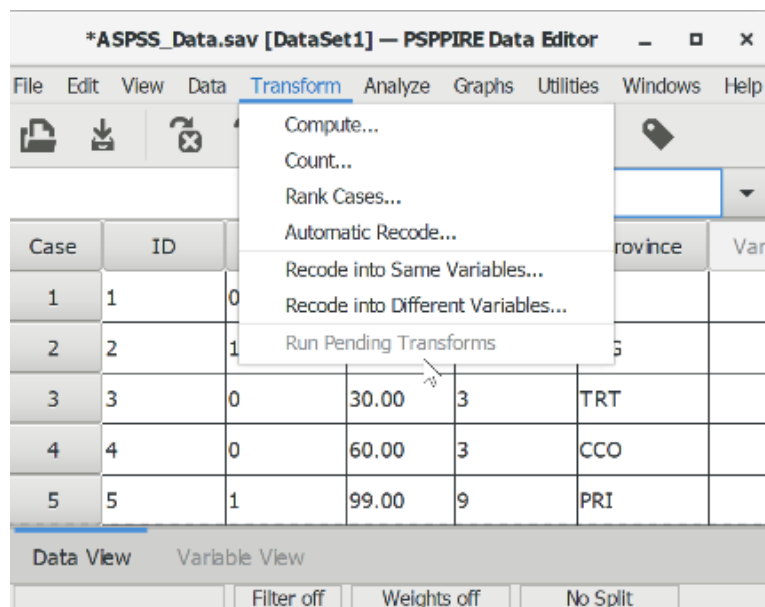 *ASPSS_Data.sav [DataSet1] — PSPPIRE Data Editor
File Edit View Data Transform Analyze Graphs Utilities Windows Help
Compute...
Count...
Rank Cases...
Automatic Recode...
Recode into Same Variables...
Recode into Different Variables...
Run Pending Transforms
Case ID rovince Var
1 1 0
2 2 1 G
3 3 0 30.00 3 TRT
4 4 0 60.00 3 CCO
5 5 1 99.00 9 PRI
Data View Variable View
Filter off Weights off No Split